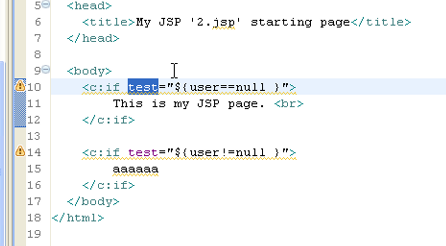 5 <head>
6 <title>My JSP '2.jsp' starting page</title>
7 </head>
8
9 <body>
10 <c:if test="${user==null }">
11 This is my JSP page. <br>
12 </c:if>
13
14 <c:if test="${user!=null }">
15 aaaaaa
16 </c:if>
17 </body>
18 </html>
19